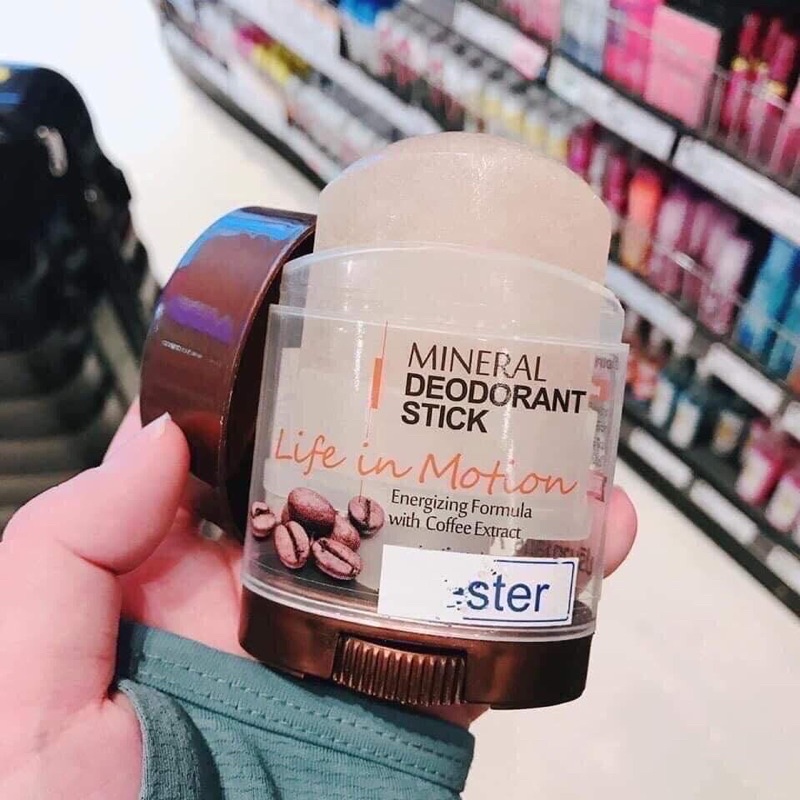 MINERAL
DEODORANT
STICK
Life in Motion
Energizing Formula
with Coffee Extract
ster